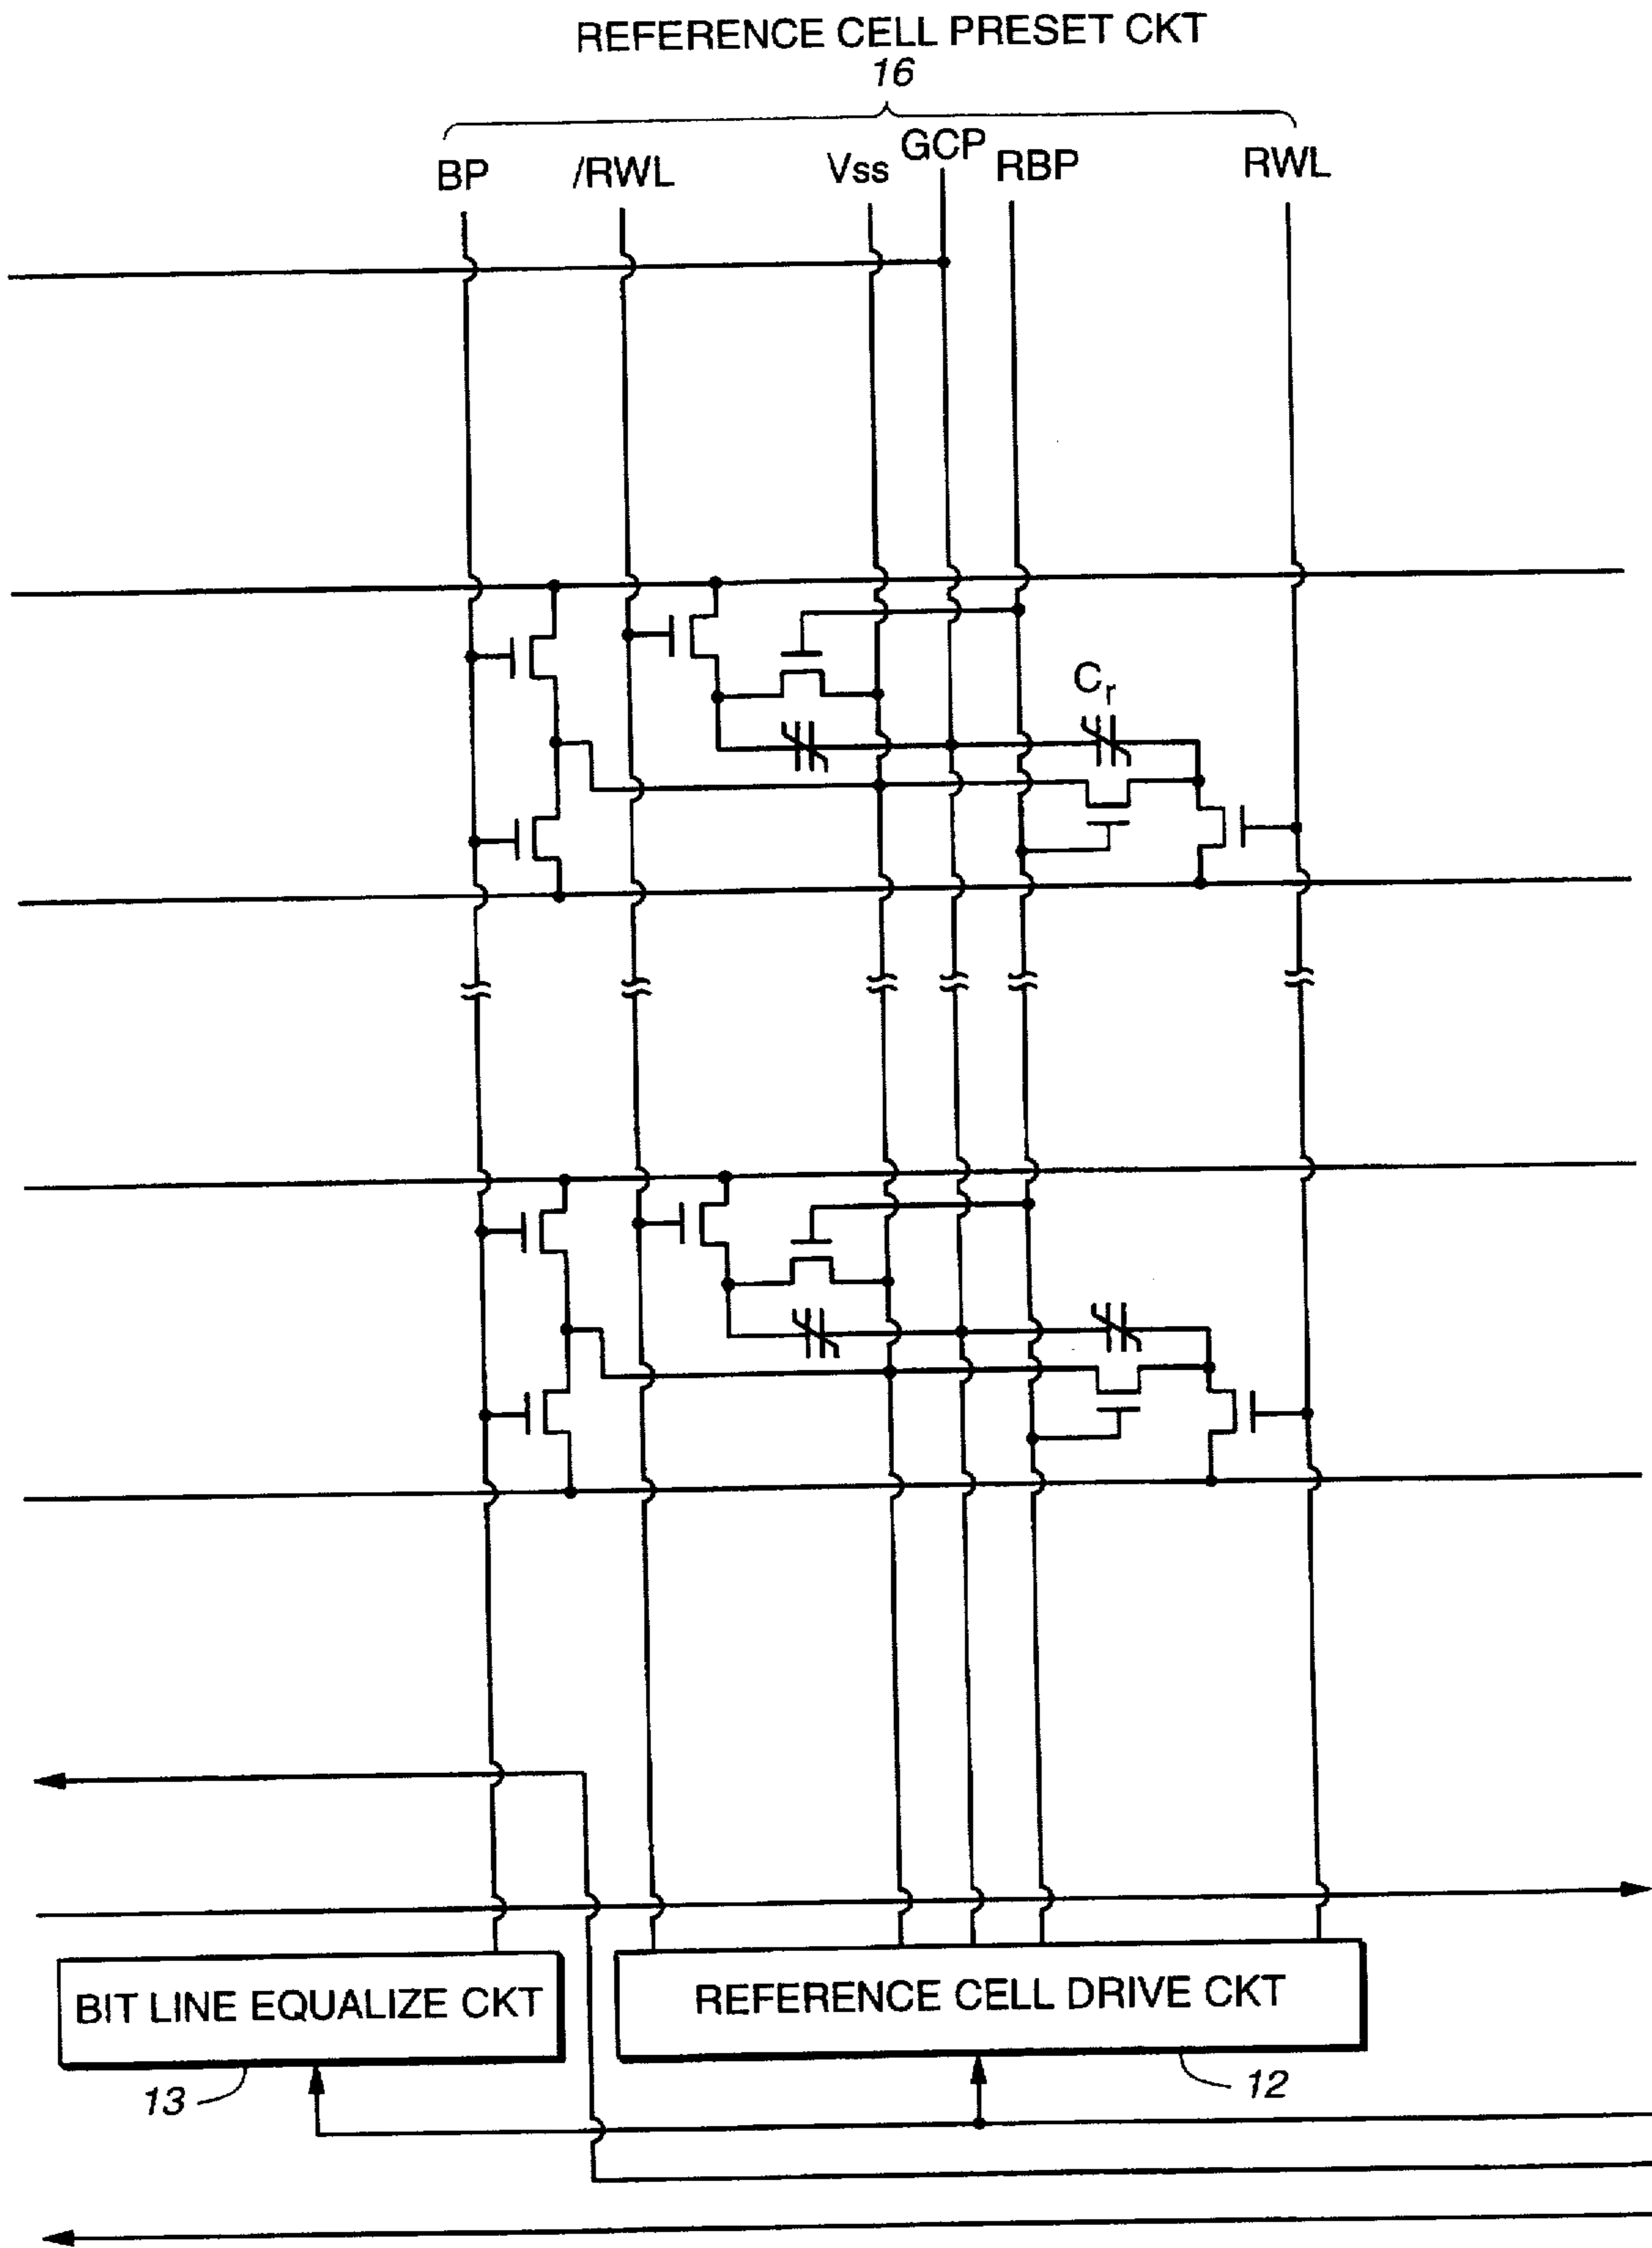 REFERENCE CELL PRESET CKT
16
BP /RWL Vss GCP RBP RWL
Cr
BIT LINE EQUALIZE CKT
REFERENCE CELL DRIVE CKT
13
12